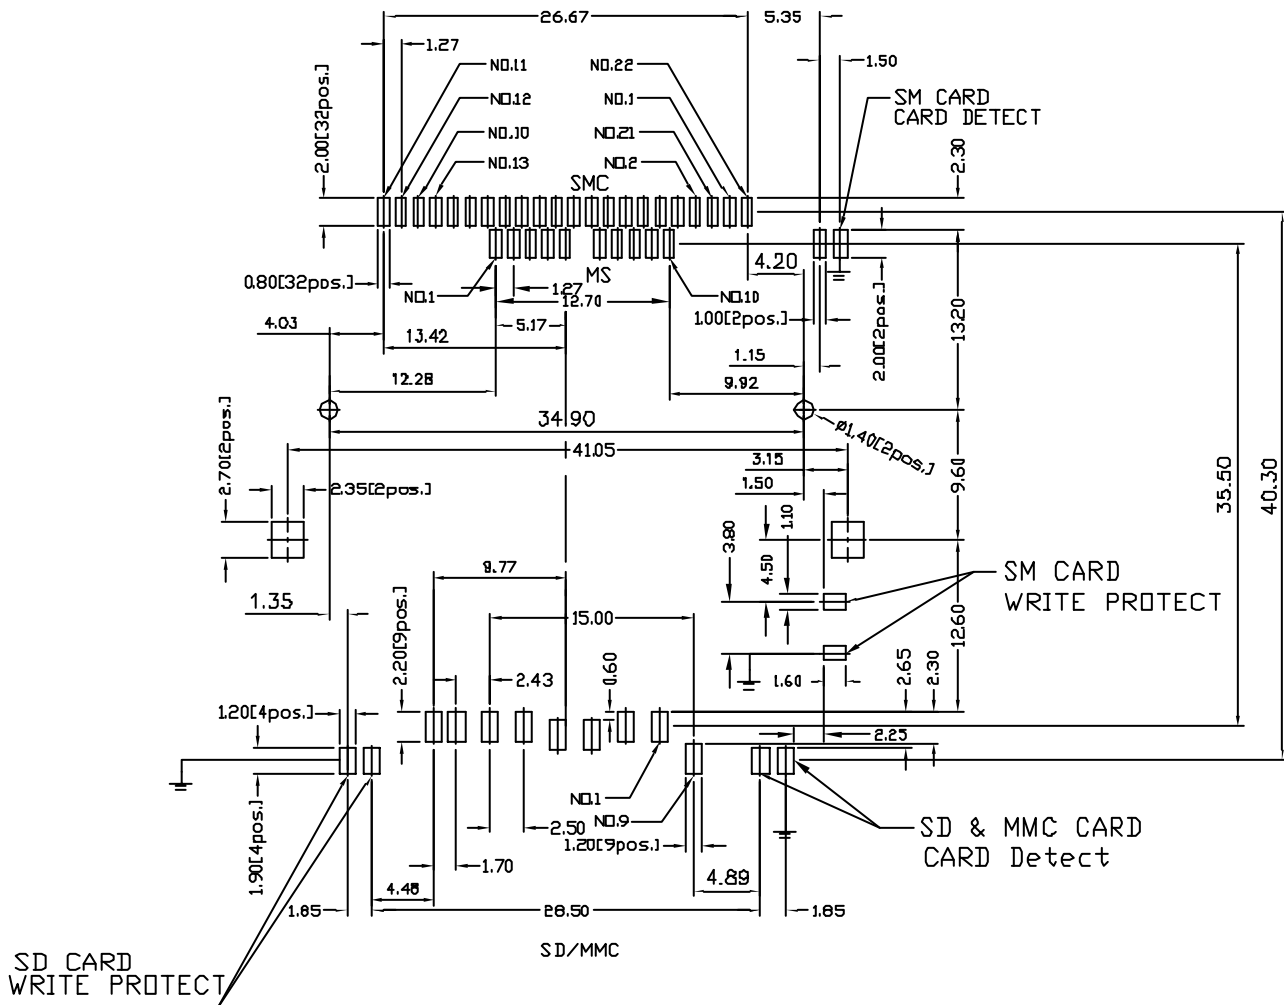 26.67
5.35
1.27
1.50
NO.11
NO.22
NO.12
NO.1
NO.10
NO.21
NO.13
NO.2
SM CARD
CARD DETECT
2.00[32pos.]
2.30
SMC
MS
0.80[32pos.]
NO.1
1.27
12.70
NO.10
4.20
1.00[2pos.]
2.00[2pos.]
13.20
4.03
5.17
13.42
1.15
12.28
9.92
34.90
ø1.40[2pos.]
41.05
3.15
1.50
9.60
35.50
40.30
2.70[2pos.]
2.35[2pos.]
3.80
1.10
4.50
9.77
SM CARD
WRITE PROTECT
1.35
15.00
12.60
2.20[9pos.]
2.43
0.60
1.60
2.65
2.30
1.20[4pos.]
2.25
1.90[4pos.]
NO.1
NO.9
2.50
1.20[9pos.]
SD & MMC CARD
CARD Detect
1.70
4.89
4.48
1.85
28.50
1.85
SD/MMC
SD CARD
WRITE PROTECT